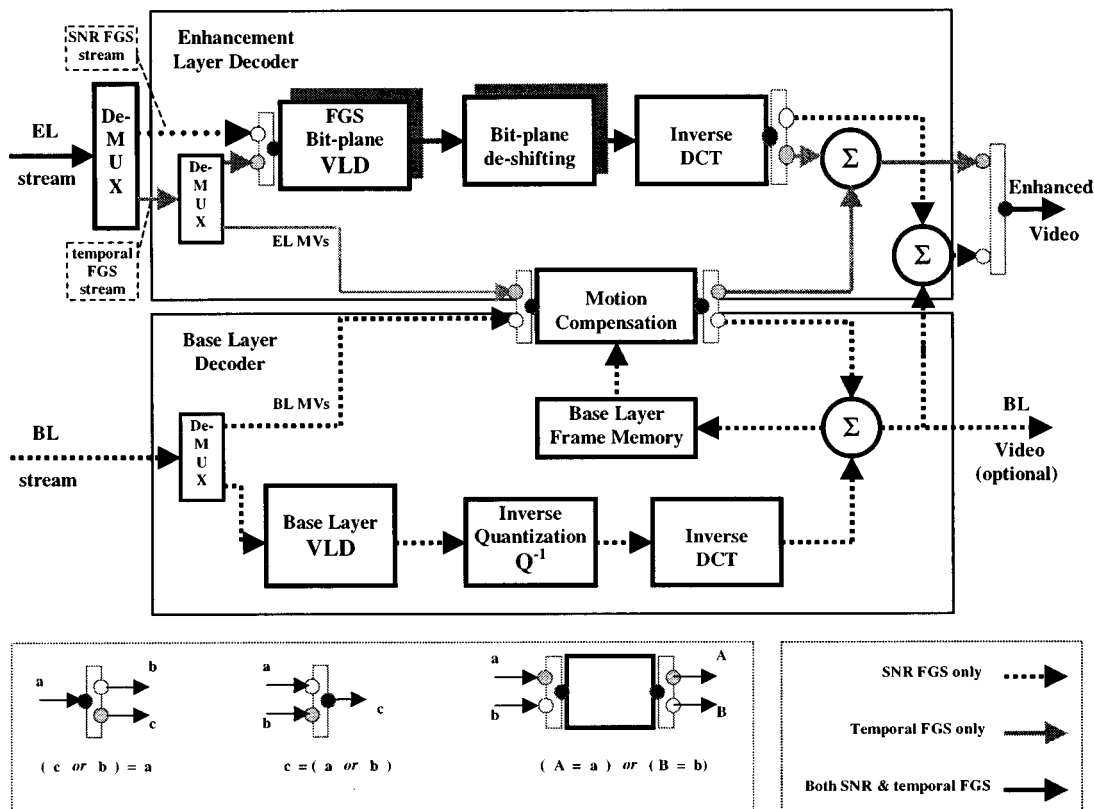 SNR FGS
stream
Enhancement
Layer Decoder
De-
M
U
X
EL
stream
De-
M
U
X
FGS
Bit-plane
VLD
Bit-plane
de-shifting
Inverse
DCT
Σ
Σ
Enhanced
Video
temporal
FGS
stream
EL MVs
Motion
Compensation
Base Layer
Decoder
BL MVs
Base Layer
Frame Memory
Σ
BL
Video
(optional)
BL
stream
De-
M
U
X
Base Layer
VLD
Inverse
Quantization
Q-1
Inverse
DCT
a
b
c
( c or b ) = a
a
b
c
c = ( a or b )
a
b
A
B
( A = a ) or ( B = b)
SNR FGS only
Temporal FGS only
Both SNR & temporal FGS